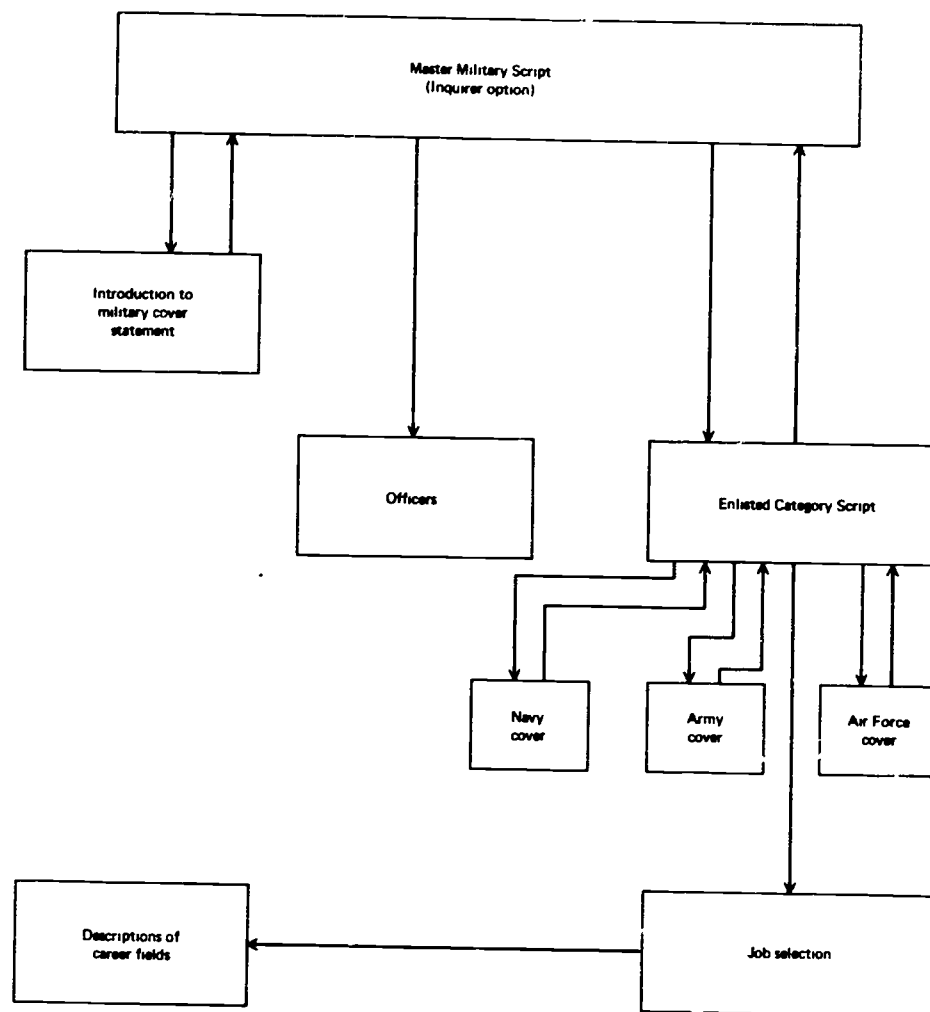 Master Military Script
(Inquirer option)
Introduction to
military cover
statement
Officers
Enlisted Category Script
Navy
cover
Army
cover
Air Force
cover
Descriptions of
career fields
Job selection